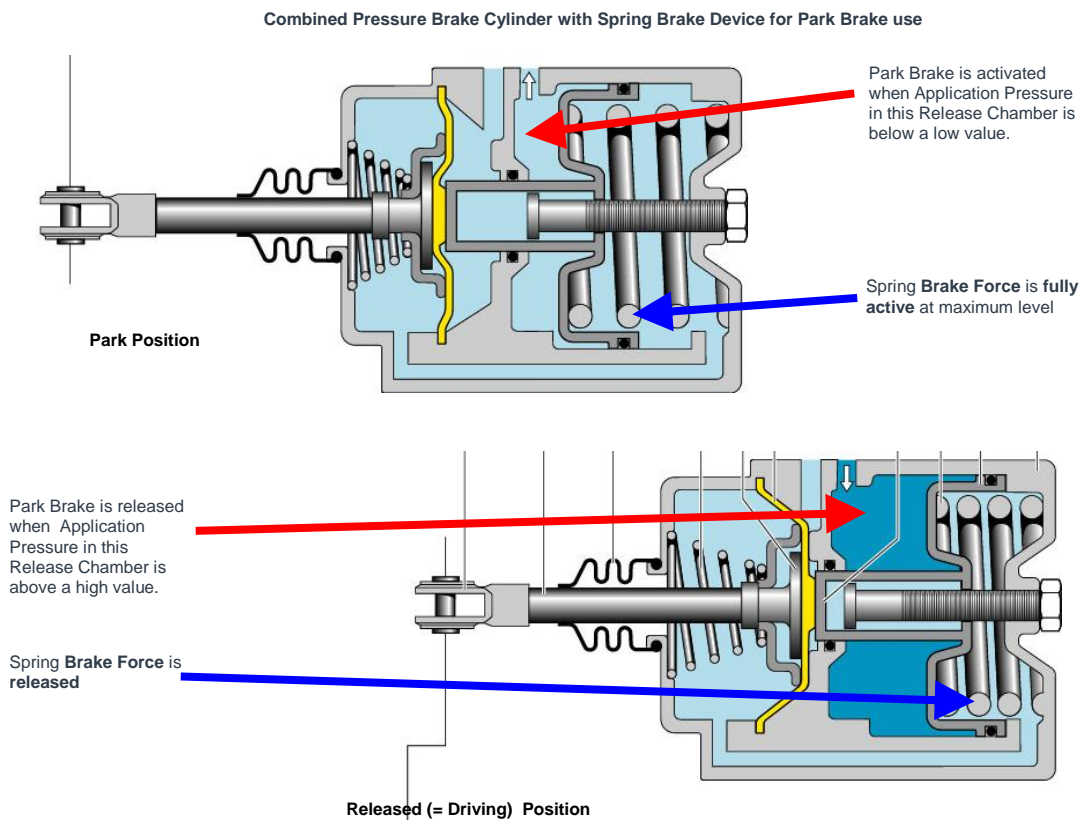 Combined Pressure Brake Cylinder with Spring Brake Device for Park Brake use
Park Brake is activated
when Application Pressure
in this Release Chamber is
below a low value.
Spring Brake Force is fully
active at maximum level
Park Position
Park Brake is released
when Application
Pressure in this
Release Chamber is
above a high value.
Spring Brake Force is
released
Released (= Driving) Position